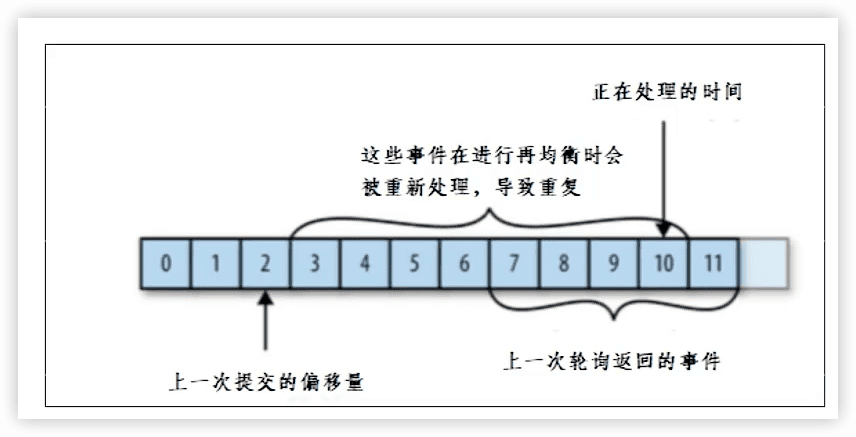 正在处理的时间
这些事件在进行再均衡时会
被重新处理，导致重复
0 1 2 3 4 5 6 7 8 9 10 11
上一次轮询返回的事件
上一次提交的偏移量